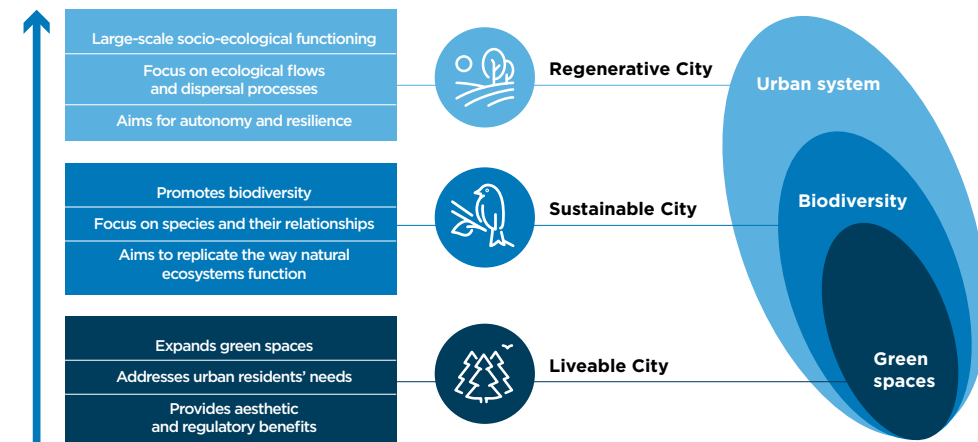 Large-scale socio-ecological functioning
Focus on ecological flows
and dispersal processes
Aims for autonomy and resilience
Regenerative City
Urban system
Promotes biodiversity
Focus on species and their relationships
Aims to replicate the way natural
ecosystems function
Sustainable City
Biodiversity
Expands green spaces
Addresses urban residents’ needs
Provides aesthetic
and regulatory benefits
Liveable City
Green
spaces